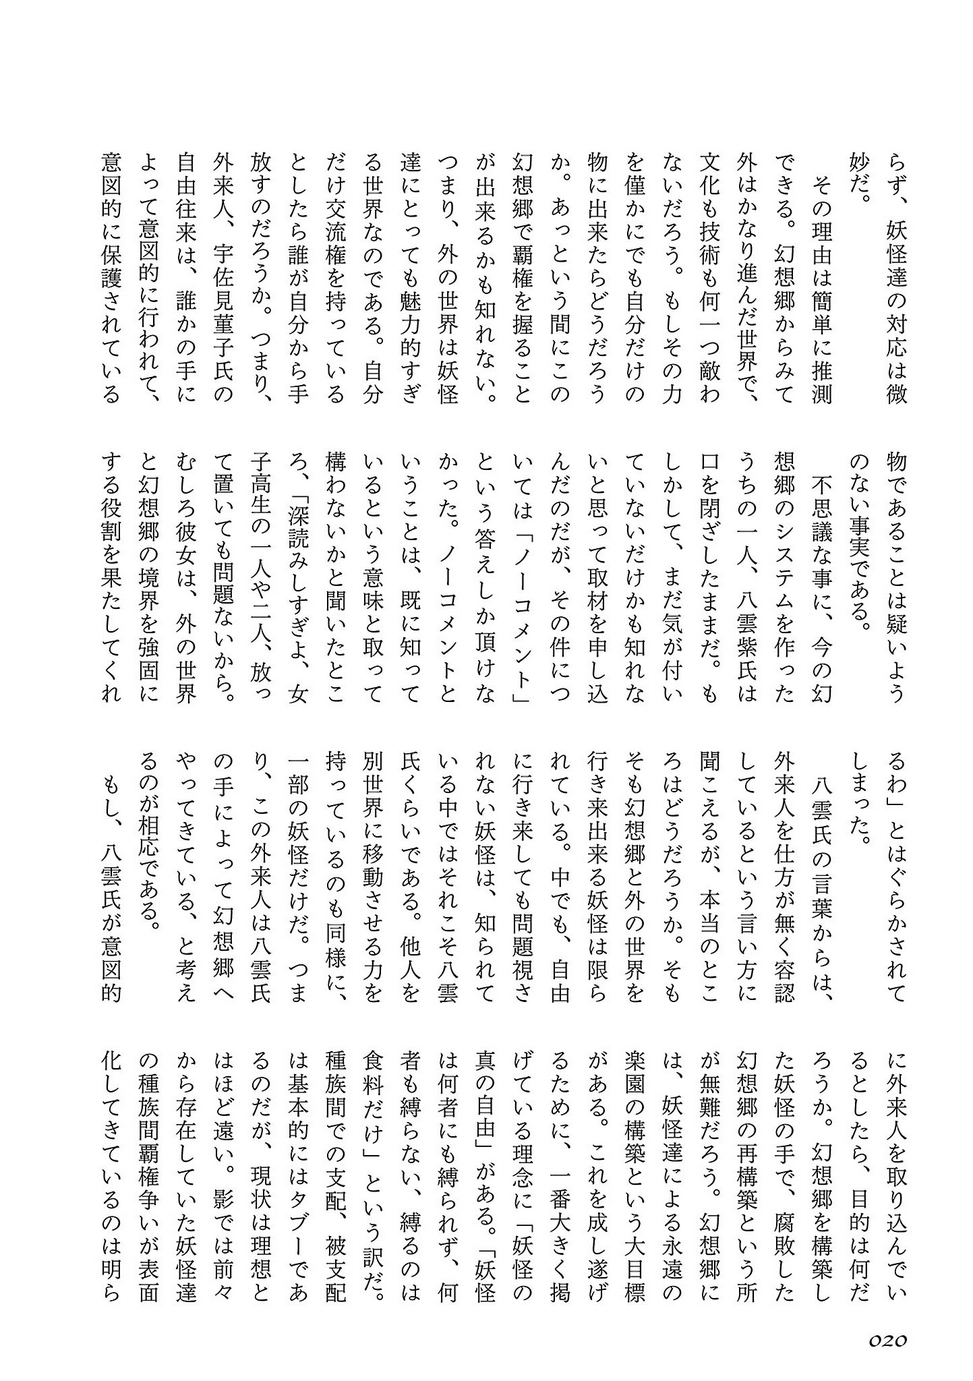 らず、妖怪達の対応は微
妙だ。
その理由は簡単に推測
できる。幻想郷からみて
外はかなり進んだ世界で、
文化も技術も何一つ敵わ
ないだろう。もしその力
を僅かにでも自分だけの
物に出来たらどうだろう
か。あっという間にこの
幻想郷で覇権を握ること
が出来るかも知れない。
つまり、外の世界は妖怪
達にとっても魅力的すぎ
る世界なのである。自分
だけ交流権を持っている
としたら誰が自分から手
放すのだろうか。つまり、
外来人、宇佐見菫子氏の
自由往来は、誰かの手に
よって意図的に行われて、
意図的に保護されている
物であることは疑いよう
のない事実である。
不思議な事に、今の幻
想郷のシステムを作った
うちの一人、八雲紫氏は
口を閉ざしたままだ。も
しかして、まだ気が付い
ていないだけかも知れな
いと思って取材を申し込
んだのだが、その件につ
いては「ノーコメント」
という答えしか頂けな
かった。ノーコメントと
いうことは、既に知って
いるという意味と取って
構わないかと聞いたとこ
ろ、「深読みしすぎよ、女
子高生の一人や二人、放っ
て置いても問題ないから。
むしろ彼女は、外の世界
と幻想郷の境界を強固に
する役割を果たしてくれ
るわ」とはぐらかされて
しまった。
八雲氏の言葉からは、
外来人を仕方が無く容認
しているという言い方に
聞こえるが、本当のとこ
ろはどうだろうか。そも
そも幻想郷と外の世界を
行き来出来る妖怪は限ら
れている。中でも、自由
に行き来しても問題視さ
れない妖怪は、知られて
いる中ではそれこそ八雲
氏くらいである。他人を
別世界に移動させる力を
持っているのも同様に、
一部の妖怪だけだ。つま
り、この外来人は八雲氏
の手によって幻想郷へ
やってきている、と考え
るのが相応である。
もし、八雲氏が意図的
に外来人を取り込んでい
るとしたら、目的は何だ
ろうか。幻想郷を構築し
た妖怪の手で、腐敗した
幻想郷の再構築という所
が無難だろう。幻想郷に
は、妖怪達による永遠の
楽園の構築という大目標
がある。これを成し遂げ
るために、一番大きく掲
げている理念に「妖怪の
真の自由」がある。「妖怪
は何者にも縛られず、何
者も縛らない、縛るのは
食料だけ」という訳だ。
種族間での支配、被支配
は基本的にはタブーであ
るのだが、現状は理想と
はほど遠い。影では前々
から存在していた妖怪達
の種族間覇権争いが表面
化してきているのは明ら
020